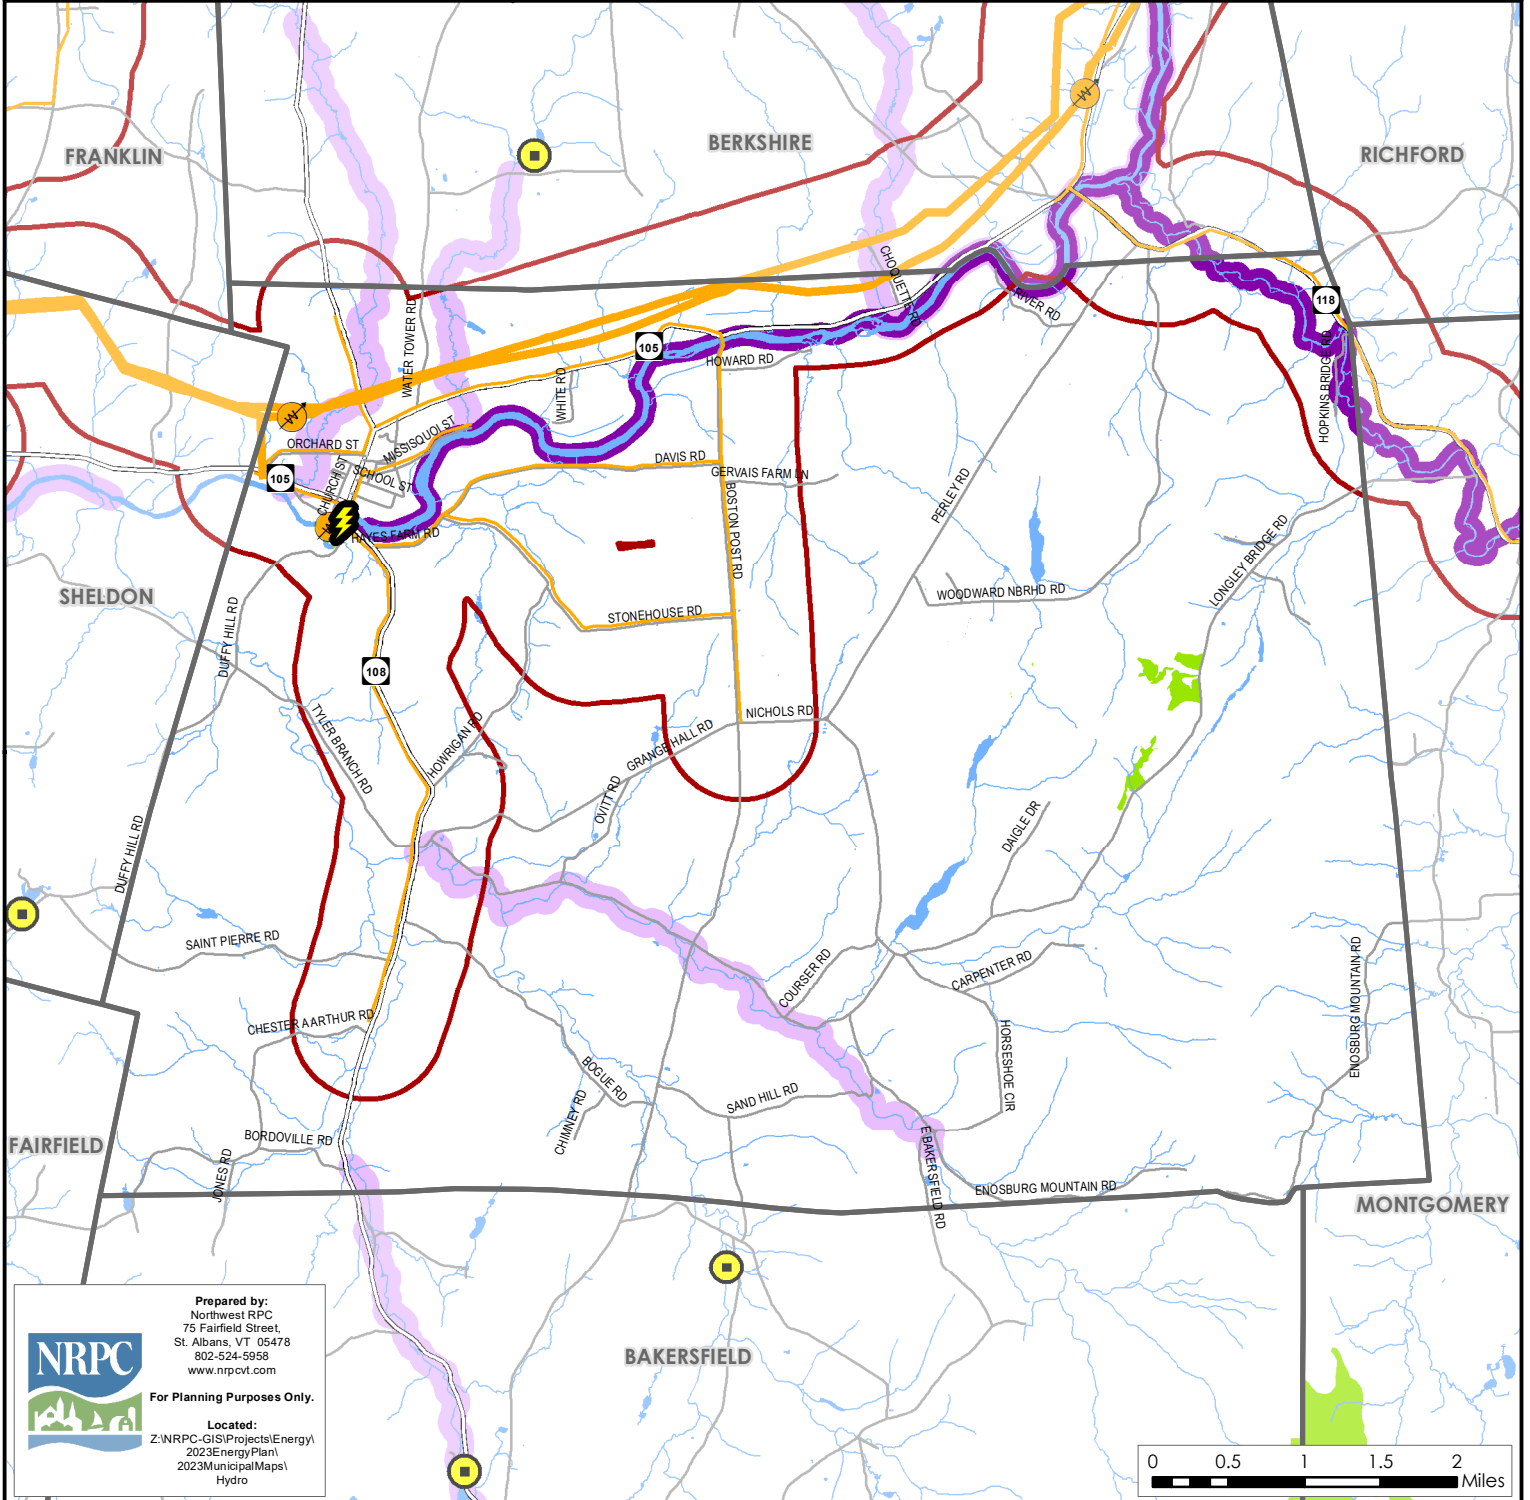 FRANKLIN
BERKSHIRE
RICHFORD
CHOQUETTE RD
RIVER RD
118
WATER TOWER RD
105
HOWARD RD
HOPKINS BRIDGE RD
WHITE RD
W
W
ORCHARD ST
MISSISQUOI ST
DAVIS RD
GERVAIS FARM LN
SCHOOL ST
CHURCH ST
105
BOSTON POST RD
PERLEY RD
HAYES FARM RD
LONGLEY BRIDGE RD
SHELDON
WOODWARD NBRHD RD
STONEHOUSE RD
DUFFY HILL RD
108
NICHOLS RD
TYLER BRANCH RD
HOWRIGAN RD
GRANGE HALL RD
OVITT RD
DAIGLE DR
DUFFY HILL RD
SAINT PIERRE RD
COURSER RD
CARPENTER RD
ENOSBURG MOUNTAIN RD
CHESTER A ARTHUR RD
HORSESHOE CIR
BOGUE RD
SAND HILL RD
CHIMNEY RD
BORDOVILLE RD
FAIRFIELD
JONES RD
E BAKERSFIELD RD
ENOSBURG MOUNTAIN RD
MONTGOMERY
BAKERSFIELD
NRPC
Prepared by:
Northwest RPC
75 Fairfield Street,
St. Albans, VT 05478
802-524-5958
www.nrpcvt.com
For Planning Purposes Only.
Located:
Z:\NRPC-GIS\Projects\Energy\
2023EnergyPlan\
2023MunicipalMaps\
Hydro
0 0.5 1 1.5 2
Miles